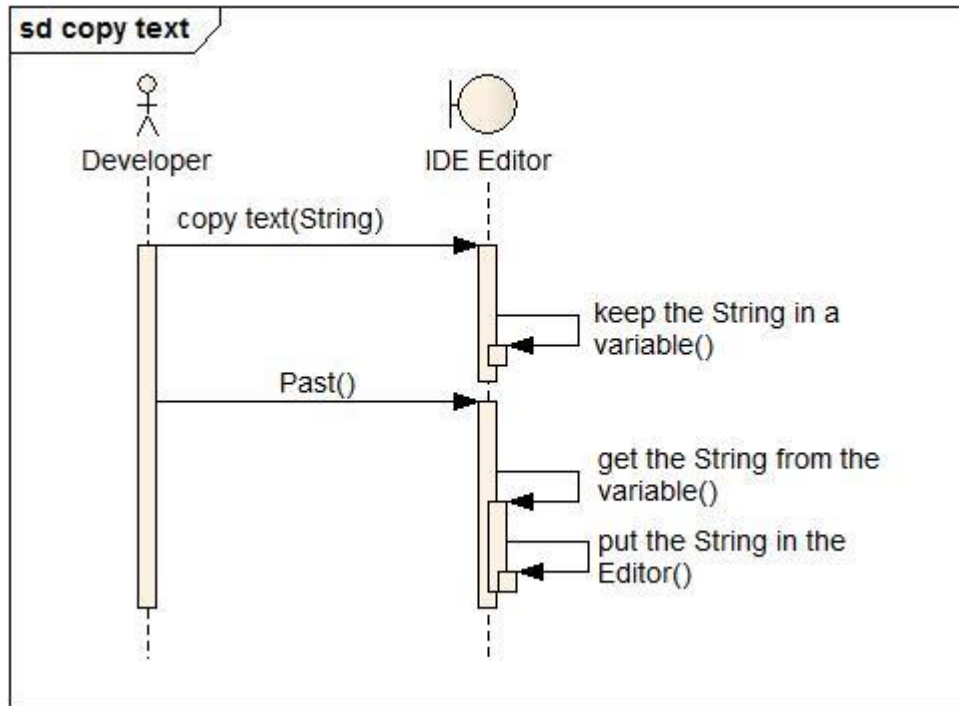 sd copy text
Developer
IDE Editor
copy text(String)
keep the String in a
variable()
Past()
get the String from the
variable()
put the String in the
Editor()